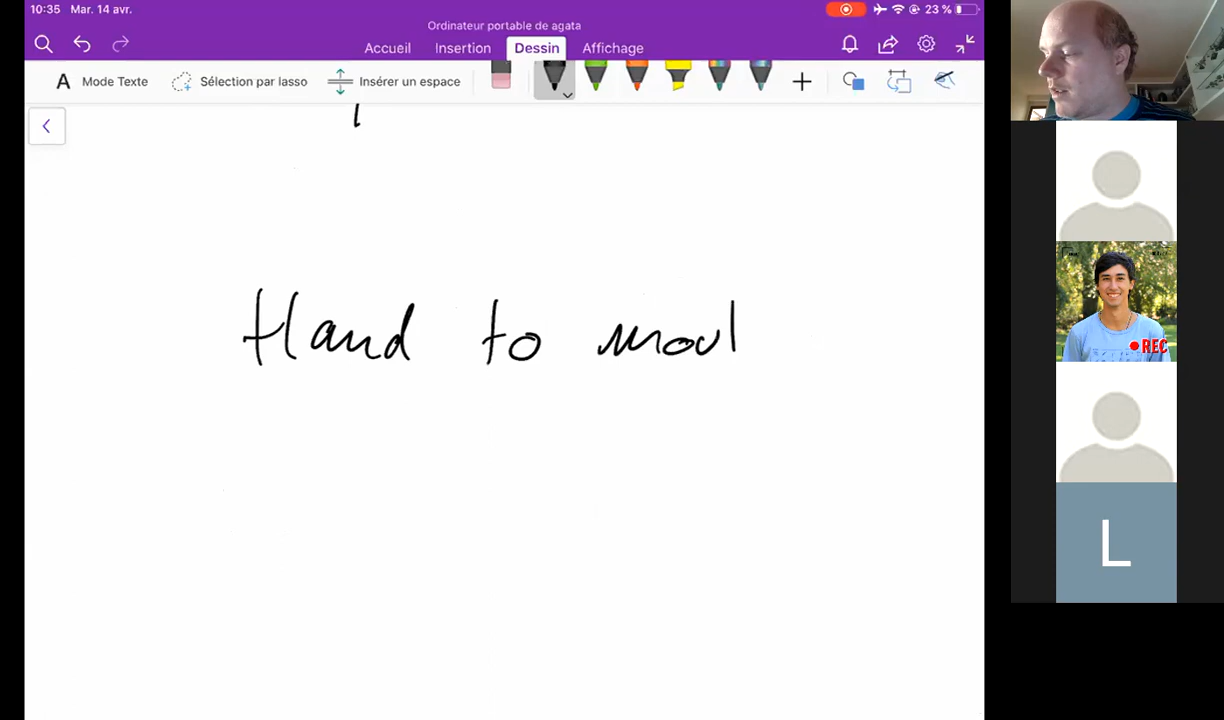 10:35 Mar. 14 avr. 23 %
Ordinateur portable de agata
Accueil Insertion Dessin Affichage
A Mode Texte Sélection par lasso Insérer un espace
Hand to moul
REC
L